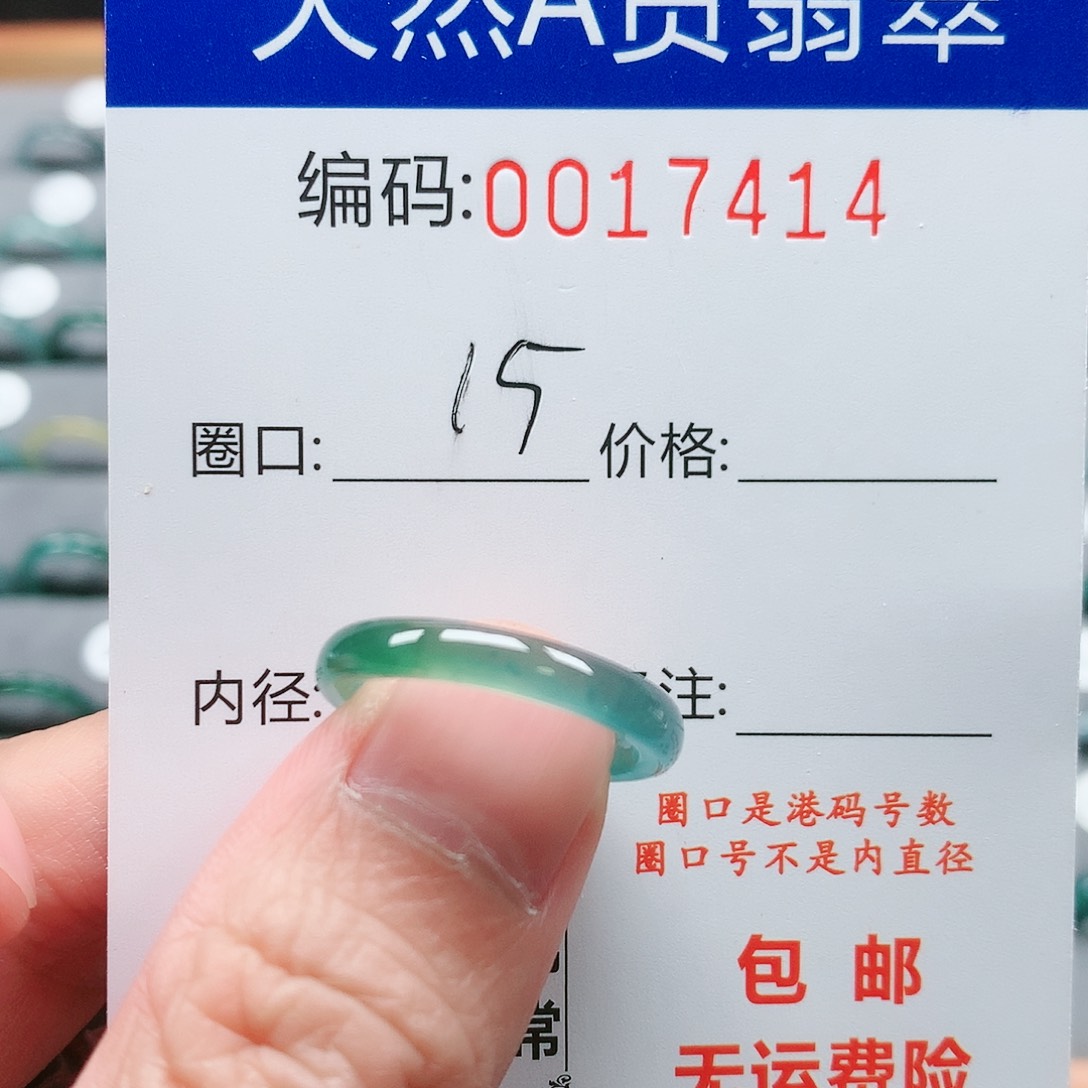 天然A货翡翠
编码:0017414
圈口: 15 价格:
内径: 注:
圈口是港码号数
圈口号不是内直径
包 邮
常
无运费险